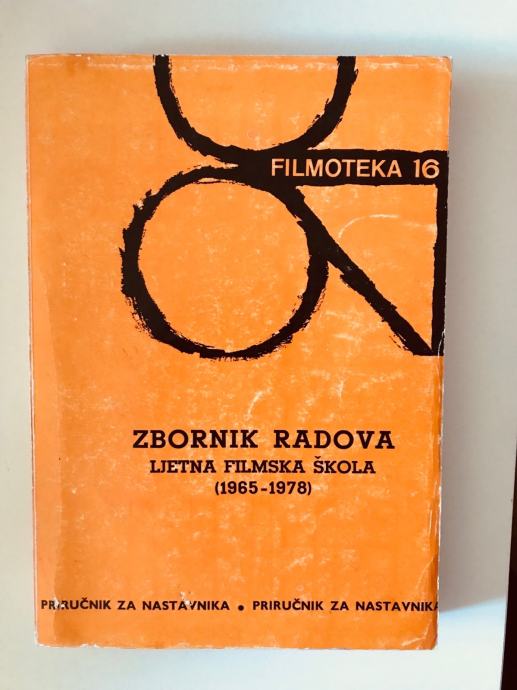 FILMOTEKA 16
ZBORNIK RADOVA
LJETNA FILMSKA ŠKOLA
(1965-1978)
PRIRUČNIK ZA NASTAVNIKA • PRIRUČNIK ZA NASTAVNIKA